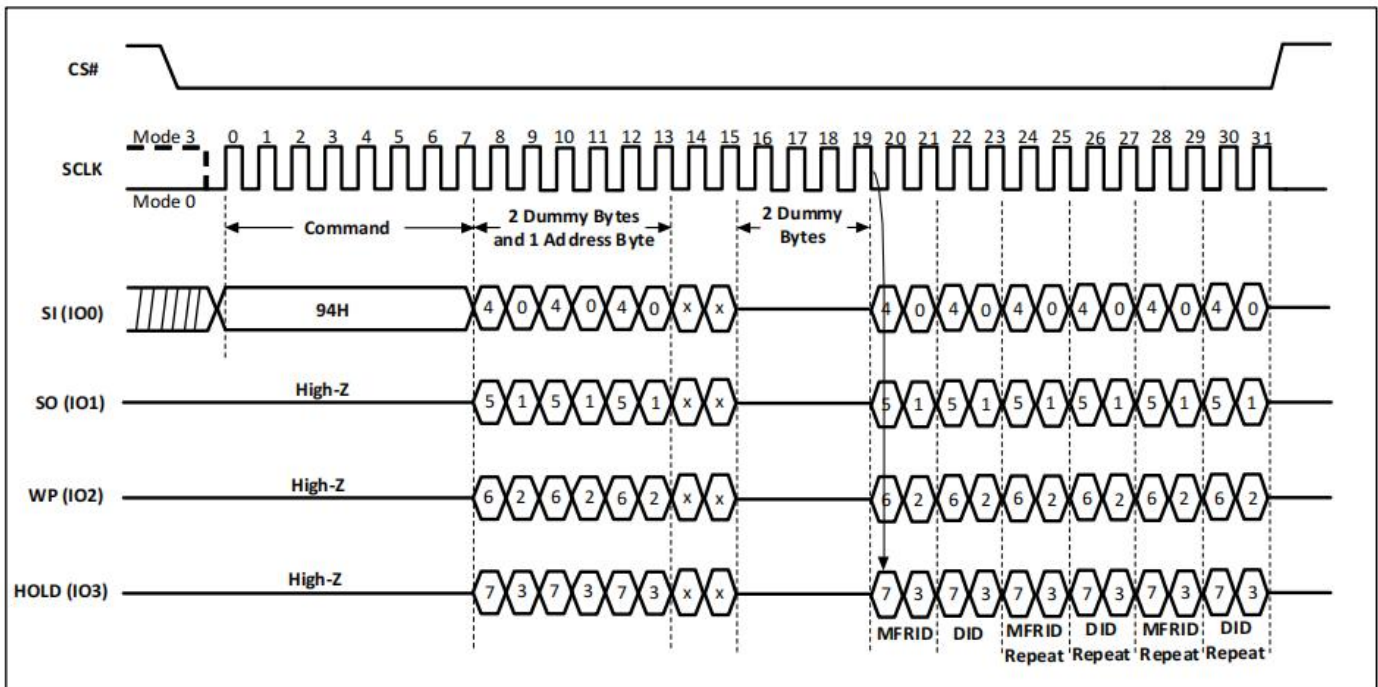 CS#
Mode 3 0 1 2 3 4 5 6 7 8 9 10 11 12 13 14 15 16 17 18 19 20 21 22 23 24 25 26 27 28 29 30 31
SCLK
Mode 0
Command
2 Dummy Bytes
and 1 Address Byte
2 Dummy
Bytes
SI (IO0) 94H 4 0 4 0 4 0 x x 4 0 4 0 4 0 4 0 4 0 4 0
SO (IO1) High-Z 5 1 5 1 5 1 x x 5 1 5 1 5 1 5 1 5 1 5 1
WP (IO2) High-Z 6 2 6 2 6 2 x x 6 2 6 2 6 2 6 2 6 2 6 2
HOLD (IO3) High-Z 7 3 7 3 7 3 x x 7 3 7 3 7 3 7 3 7 3 7 3
MFRID DID MFRID DID MFRID DID
Repeat Repeat Repeat Repeat